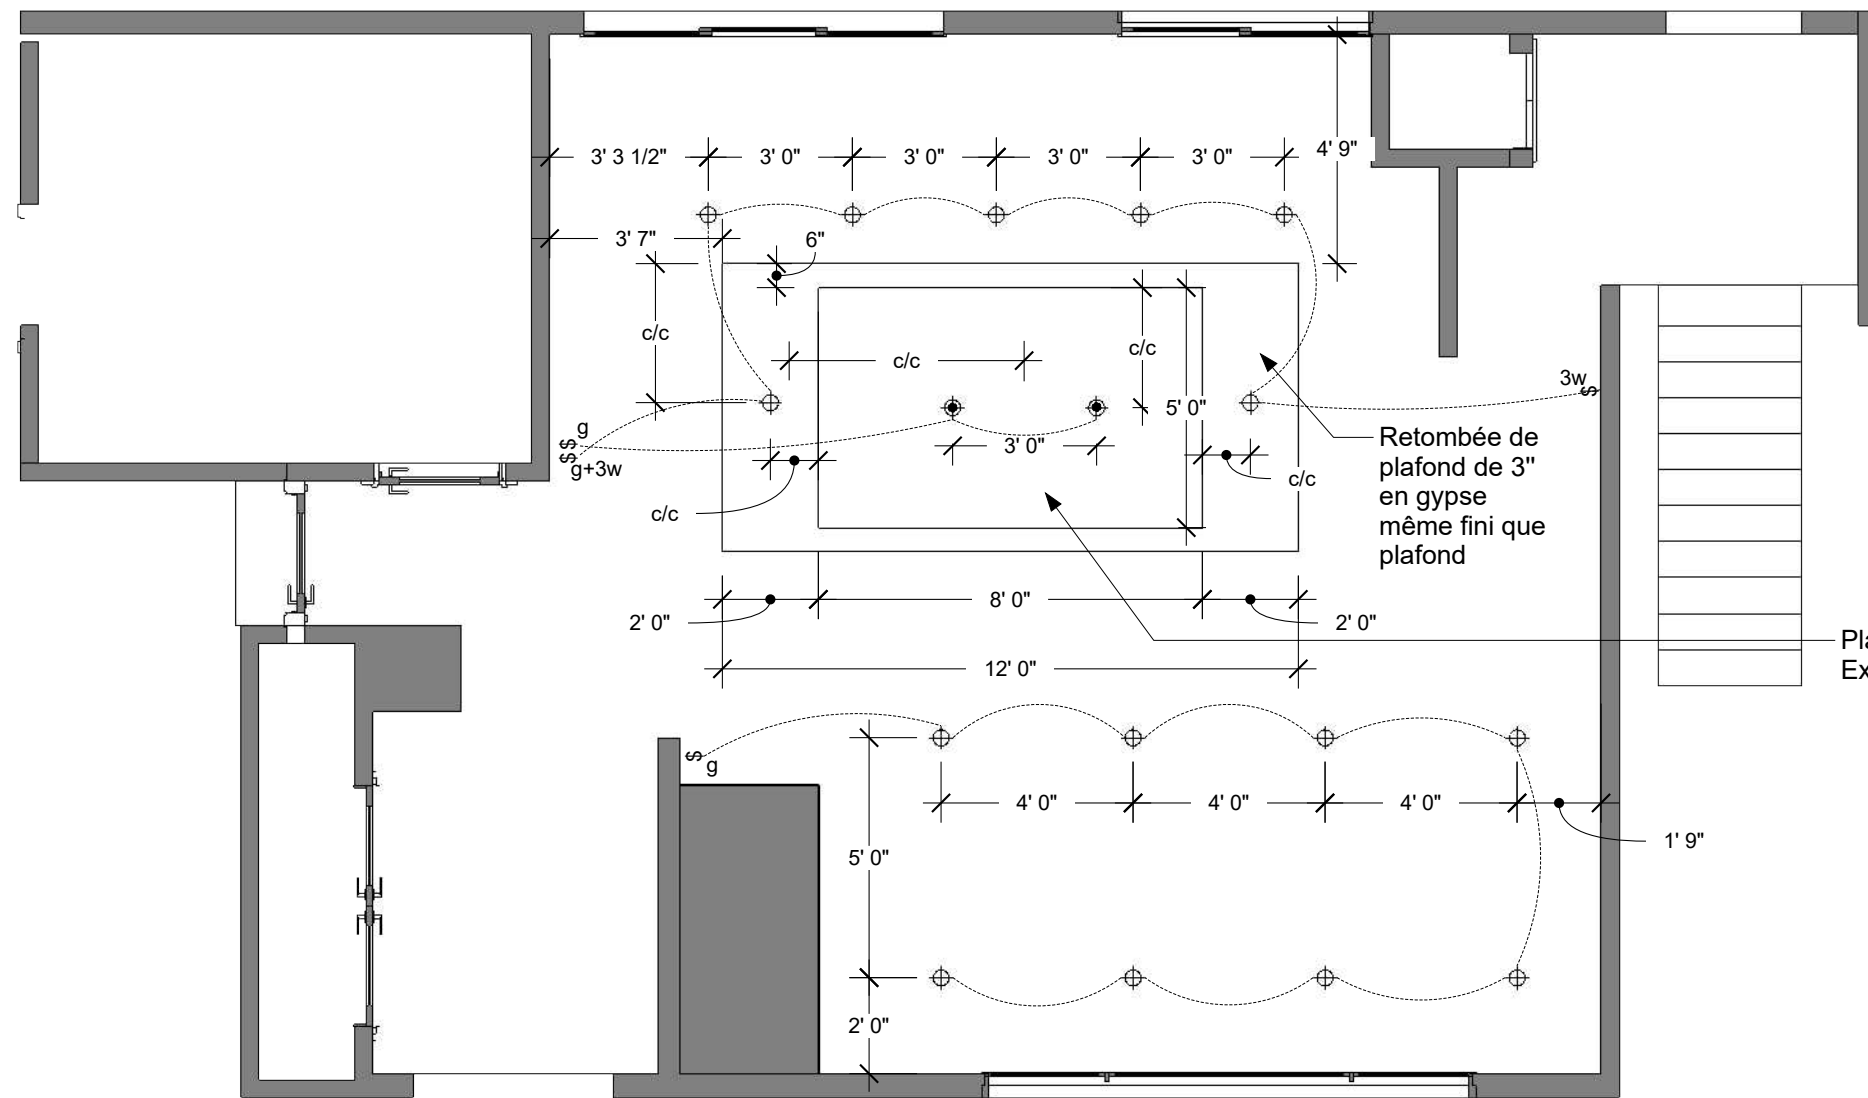 3' 3 1/2"
3' 0"
3' 0"
3' 0"
3' 0"
4' 9"
3' 7"
6"
c/c
c/c
c/c
3w
$
5' 0"
g
$
$
g+3w
3' 0"
Retombée de
plafond de 3"
en gypse
même fini que
plafond
c/c
c/c
2' 0"
8' 0"
2' 0"
12' 0"
Pla
Ex
$
g
4' 0"
4' 0"
4' 0"
1' 9"
5' 0"
2' 0"